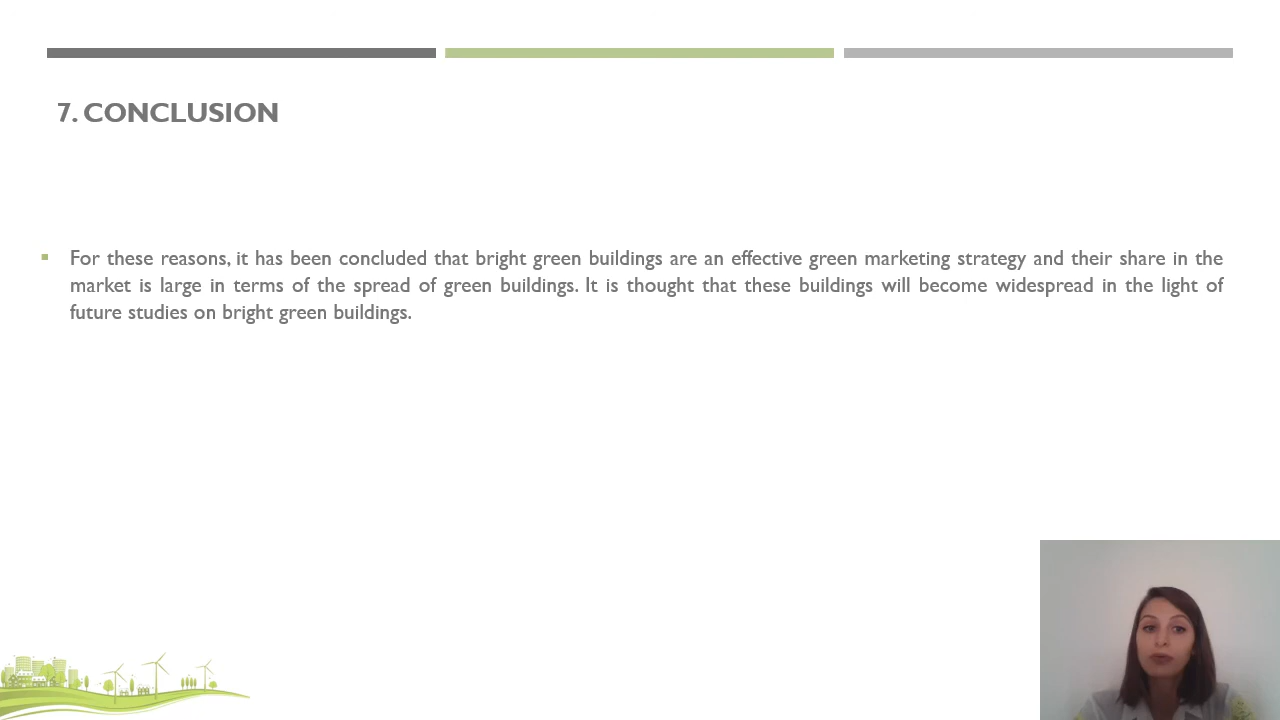 7. CONCLUSION
For these reasons, it has been concluded that bright green buildings are an effective green marketing strategy and their share in the
market is large in terms of the spread of green buildings. It is thought that these buildings will become widespread in the light of
future studies on bright green buildings.